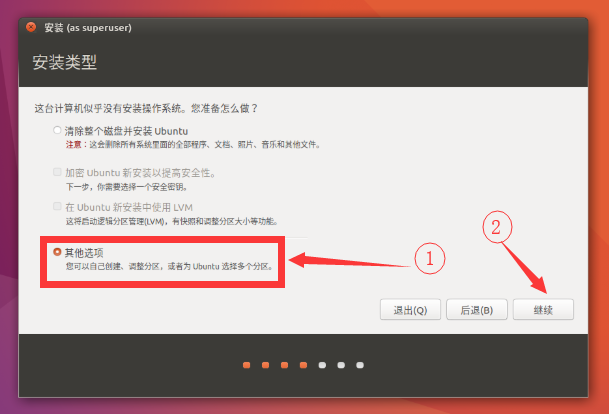 安装 (as superuser)
安装类型
这台计算机似乎没有安装操作系统。您准备怎么做？
清除整个磁盘并安装 Ubuntu
注意：这会删除所有系统里面的全部程序、文档、照片、音乐和其他文件。
加密 Ubuntu 新安装以提高安全性。
下一步，你需要选择一个安全密钥。
在 Ubuntu 新安装中使用 LVM
这将启动逻辑分区管理(LVM)，有快照和调整分区大小等功能。
其他选项
您可以自己创建、调整分区，或者为 Ubuntu 选择多个分区。
1
2
退出(Q) 后退(B) 继续